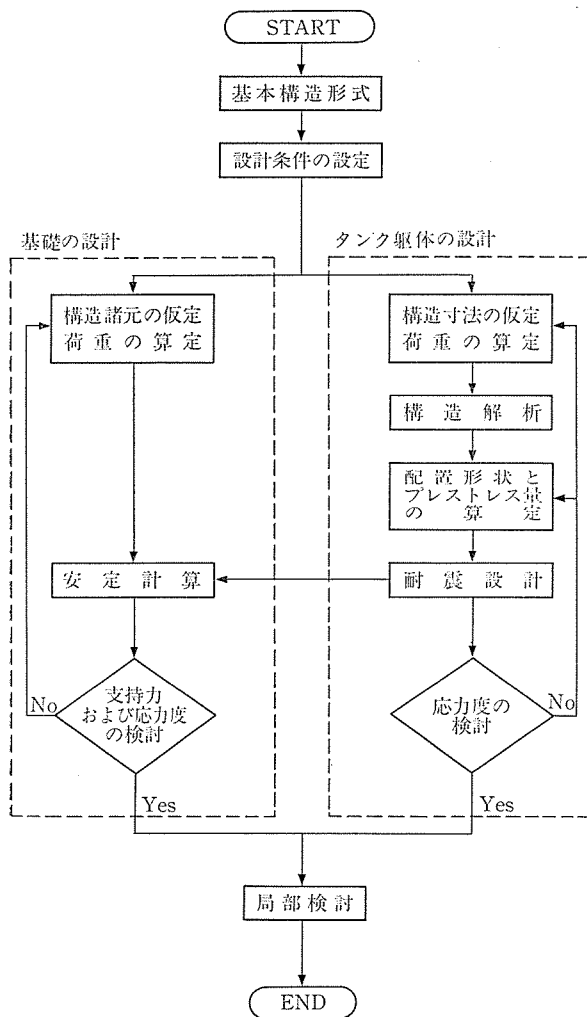 START
基本構造形式
設計条件の設定
基礎の設計
構造諸元の仮定
荷重の算定
安定計算
支持力
および応力度
の検討
No
Yes
タンク躯体の設計
構造寸法の仮定
荷重の算定
構造解析
配置形状と
プレストレス量
の算定
耐震設計
応力度の
検討
No
Yes
局部検討
END